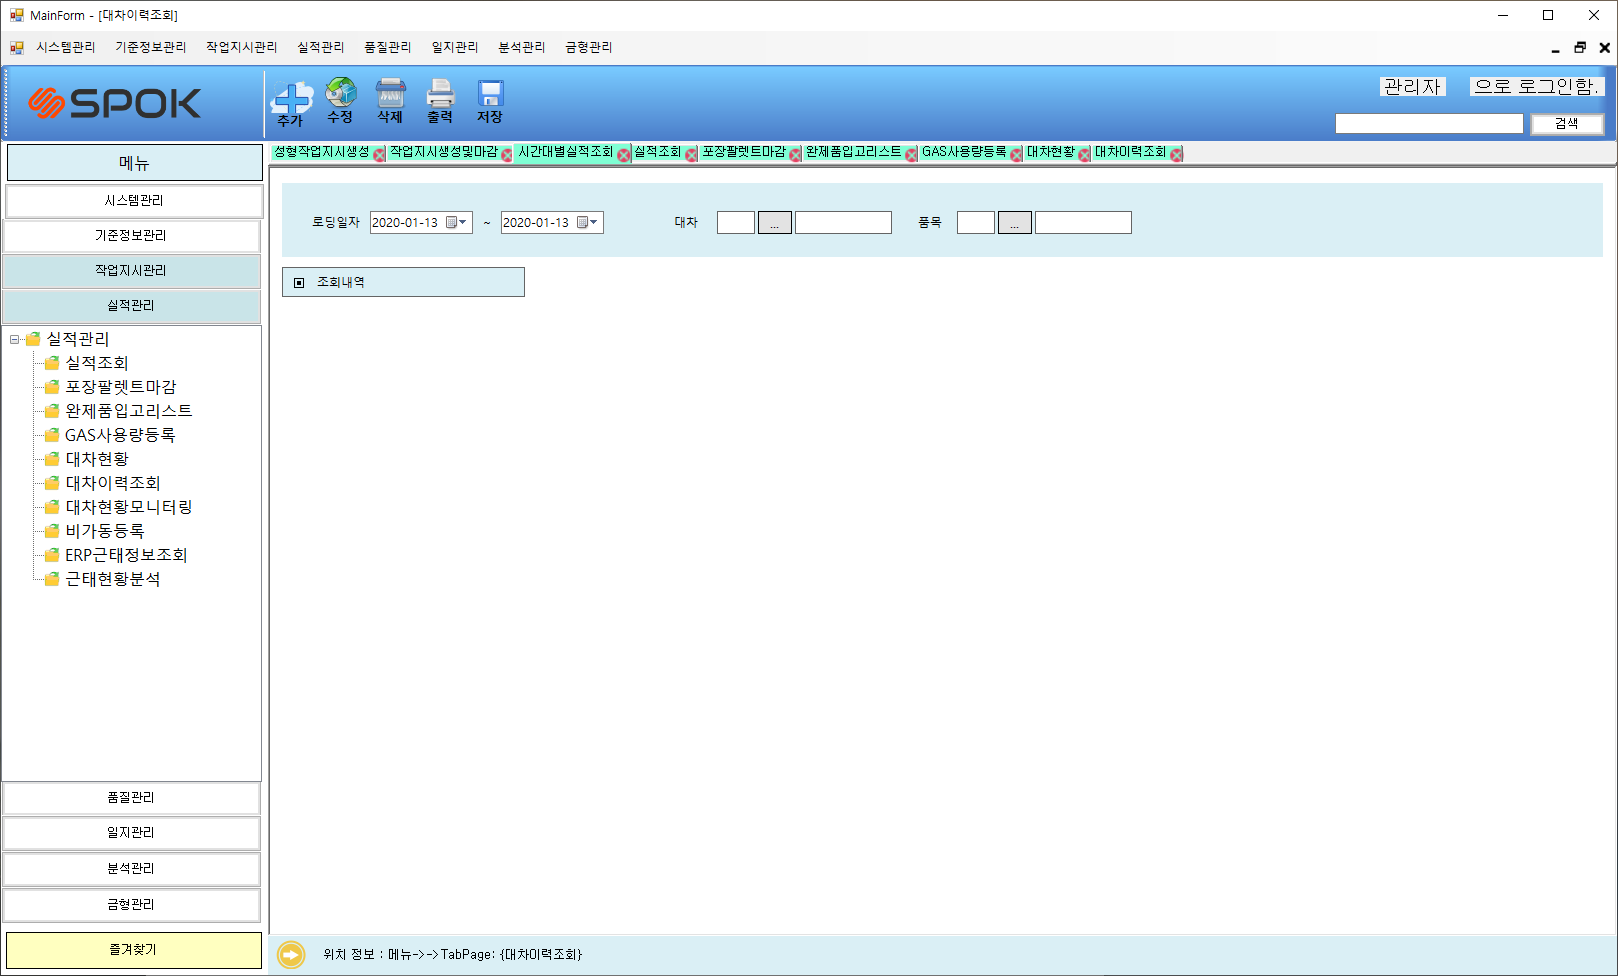 MainForm - [대차이력조회]
시스템관리 기준정보관리 작업지시관리 실적관리 품질관리 일지관리 분석관리 금형관리
SPOK
추가 수정 삭제 출력 저장
관리자 으로 로그인함.
검색
메뉴
성형작업지시생성 작업지시생성및마감 시간대별실적조회 실적조회 포장팔렛트마감 완제품입고리스트 GAS사용량등록 대차현황 대차이력조회
시스템관리
기준정보관리
작업지시관리
실적관리
로딩일자 2020-01-13 ~ 2020-01-13 대차 ... 품목 ...
조회내역
실적관리
실적조회
포장팔렛트마감
완제품입고리스트
GAS사용량등록
대차현황
대차이력조회
대차현황모니터링
비가동등록
ERP근태정보조회
근태현황분석
품질관리
일지관리
분석관리
금형관리
즐겨찾기
위치 정보 : 메뉴->->TabPage: {대차이력조회}